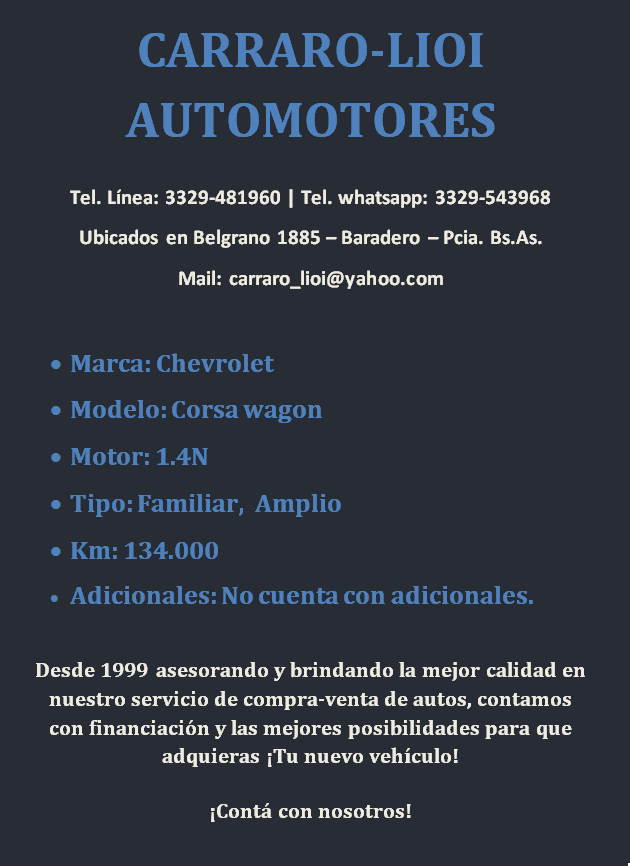 CARRARO-LIOI
AUTOMOTORES
Tel. Línea: 3329-481960 | Tel. whatsapp: 3329-543968
Ubicados en Belgrano 1885 – Baradero – Pcia. Bs.As.
Mail: carraro_lioi@yahoo.com
• Marca: Chevrolet
• Modelo: Corsa wagon
• Motor: 1.4N
• Tipo: Familiar, Amplio
• Km: 134.000
• Adicionales: No cuenta con adicionales.
Desde 1999 asesorando y brindando la mejor calidad en
nuestro servicio de compra-venta de autos, contamos
con financiación y las mejores posibilidades para que
adquieras ¡Tu nuevo vehículo!
¡Contá con nosotros!